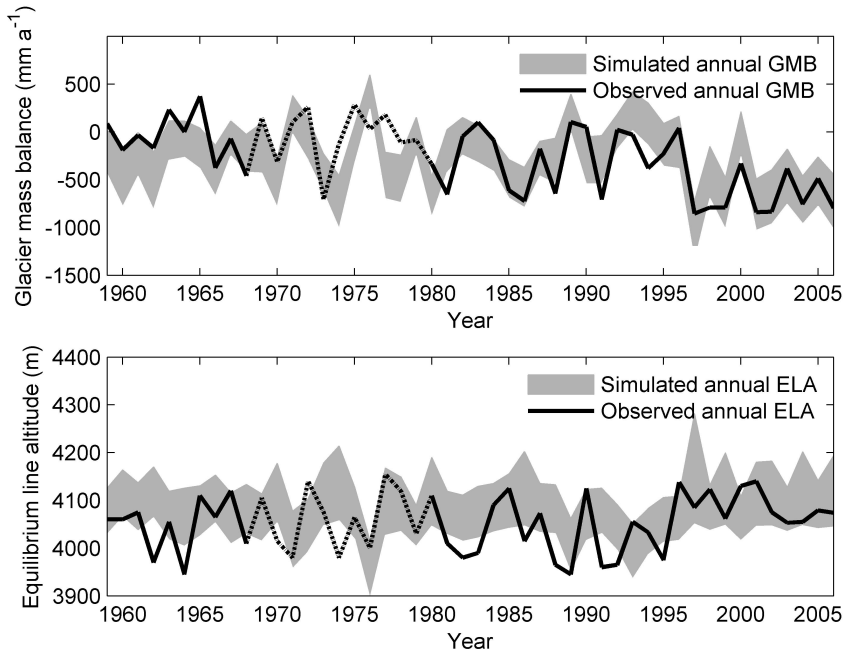 Glacier mass balance (mm a⁻¹)
500
0
-500
-1000
-1500
Simulated annual GMB
Observed annual GMB
1960 1965 1970 1975 1980 1985 1990 1995 2000 2005
Year
Equilibrium line altitude (m)
4400
4300
4200
4100
4000
3900
Simulated annual ELA
Observed annual ELA
1960 1965 1970 1975 1980 1985 1990 1995 2000 2005
Year